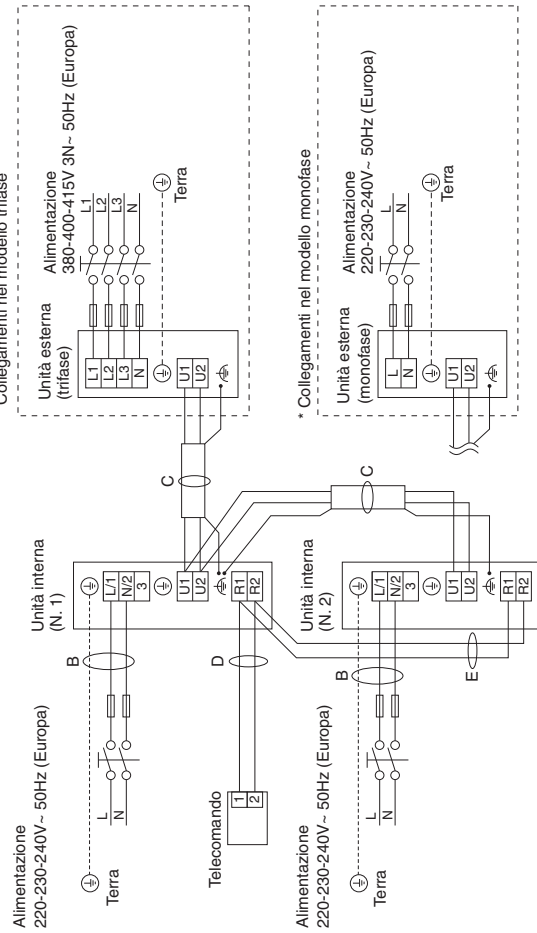 Collegamenti nel modello trifase
Alimentazione
220-230-240V ~ 50Hz (Europa)
L
N
Terra
B
Unità interna
(N. 1)
L/1
N/2
3
U1
U2
R1
R2
D
Telecomando
1
2
C
Unità esterna
(trifase)
L1
L2
L3
N
U1
U2
Alimentazione
380-400-415V 3N~ 50Hz (Europa)
L1
L2
L3
N
Terra
Alimentazione
220-230-240V ~ 50Hz (Europa)
L
N
Terra
B
Unità interna
(N. 2)
L/1
N/2
3
U1
U2
R1
R2
E
C
* Collegamenti nel modello monofase
Unità esterna
(monofase)
L
N
U1
U2
Alimentazione
220-230-240V ~ 50Hz (Europa)
L
N
Terra